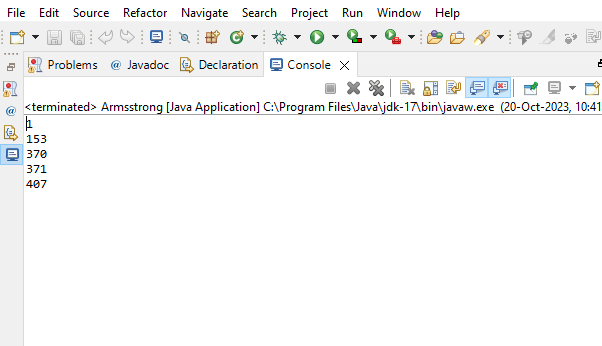 File Edit Source Refactor Navigate Search Project Run Window Help
Problems @ Javadoc Declaration Console
<terminated> Armsstrong [Java Application] C:\Program Files\Java\jdk-17\bin\javaw.exe (20-Oct-2023, 10:41
1
153
370
371
407